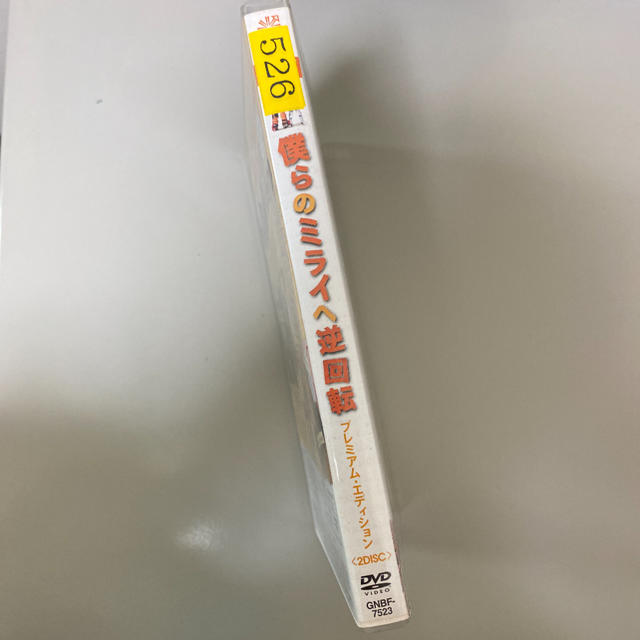 526
僕らのミライへ逆回転
プレミアム・エディション
〈2DISC〉
DVD
VIDEO
GNBF-
7523